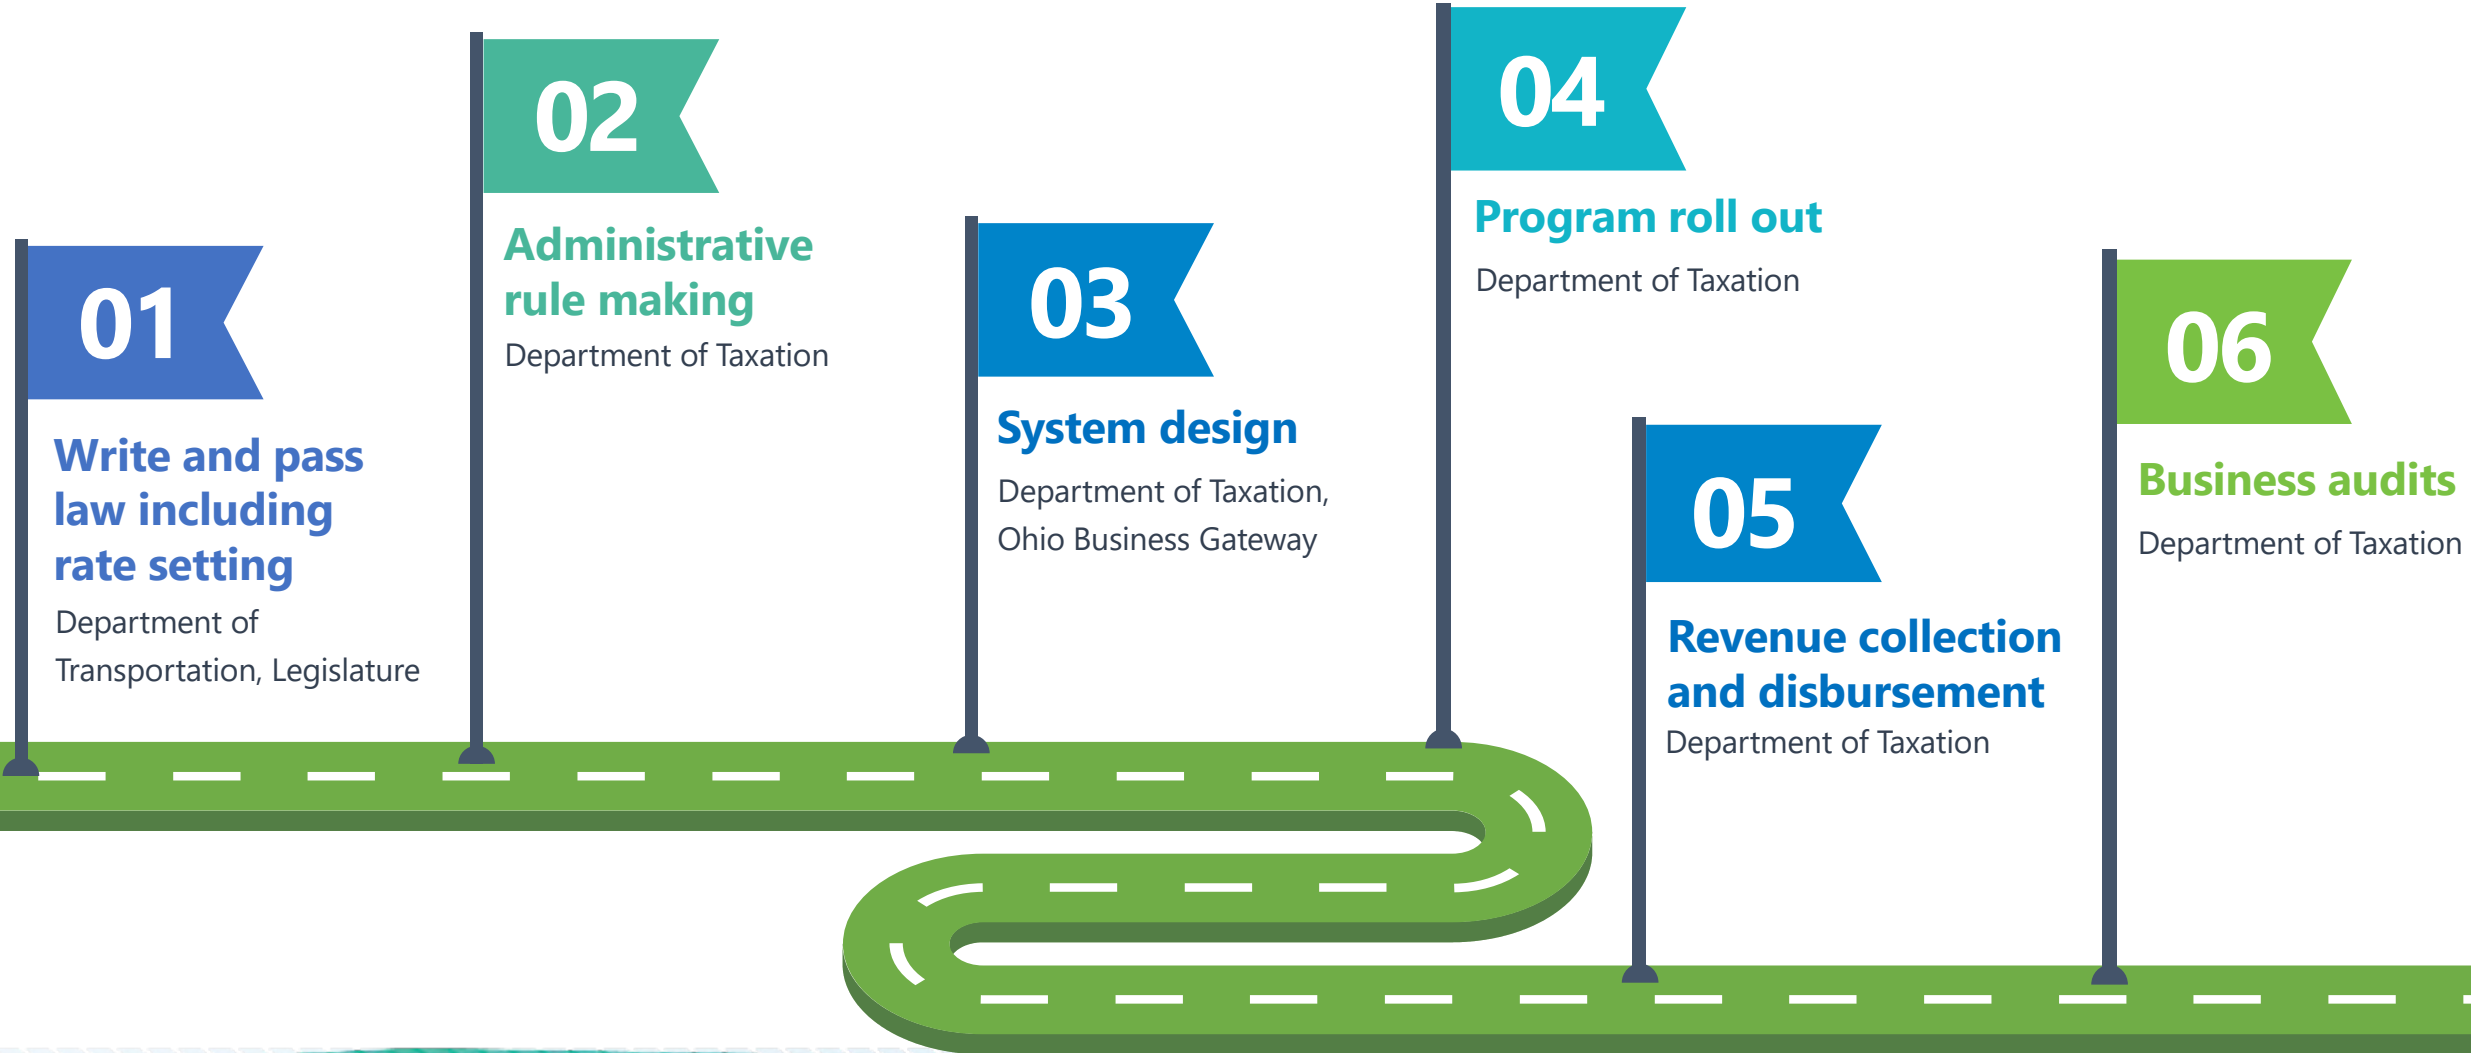 01
Write and pass
law including
rate setting
Department of
Transportation, Legislature
02
Administrative
rule making
Department of Taxation
03
System design
Department of Taxation,
Ohio Business Gateway
04
Program roll out
Department of Taxation
05
Revenue collection
and disbursement
Department of Taxation
06
Business audits
Department of Taxation